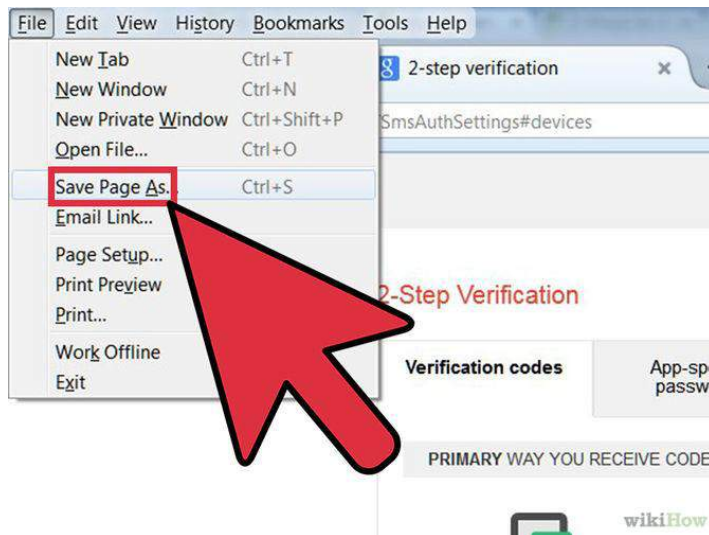 File Edit View History Bookmarks Tools Help
New Tab Ctrl+T
New Window Ctrl+N
New Private Window Ctrl+Shift+P
Open File... Ctrl+O
Save Page As.. Ctrl+S
Email Link...
Page Setup...
Print Preview
Print...
Work Offline
Exit
8 2-step verification ×
SmsAuthSettings#devices
2-Step Verification
Verification codes
App-sp
passw
PRIMARY WAY YOU RECEIVE CODE
wikiHow